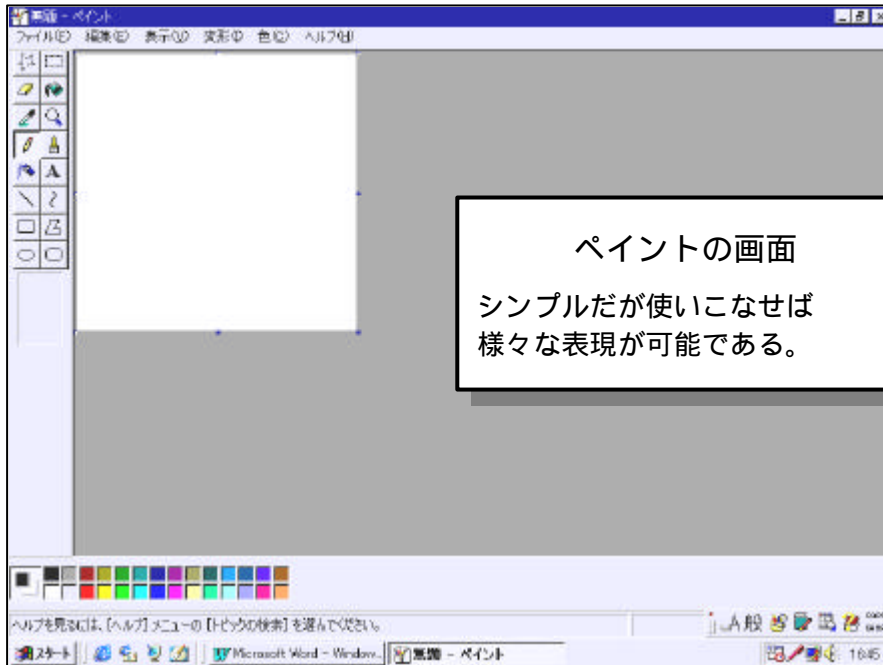 無題 - ペイント
ファイル(F) 編集(E) 表示(V) 変形(I) 色(C) ヘルプ(H)
A
ペイントの画面
シンプルだが使いこなせば
様々な表現が可能である。
ヘルプを見るには、[ヘルプ] メニューの [トピックの検索] を選んでください。
A 般
スタート
Microsoft Word - Window...
無題 - ペイント
16:45